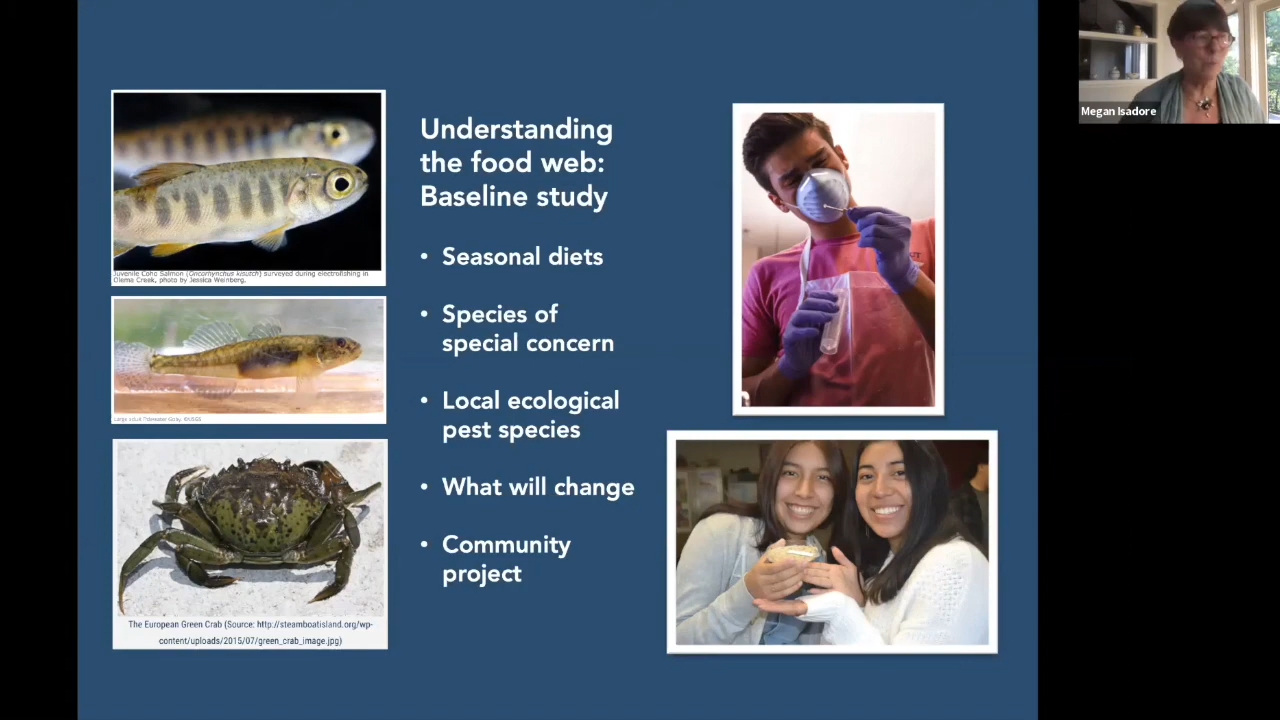 Understanding
the food web:
Baseline study
• Seasonal diets
• Species of
special concern
• Local ecological
pest species
• What will change
• Community
project
Juvenile Coho Salmon (Oncorhynchus kisutch) surveyed during electrofishing in
Olema Creek, photo by Jessica Weinberg.
Large adult Tidewater Goby. ©USGS
The European Green Crab (Source: http://steamboatisland.org/wp-
content/uploads/2015/07/green_crab_image.jpg)
Megan Isadore